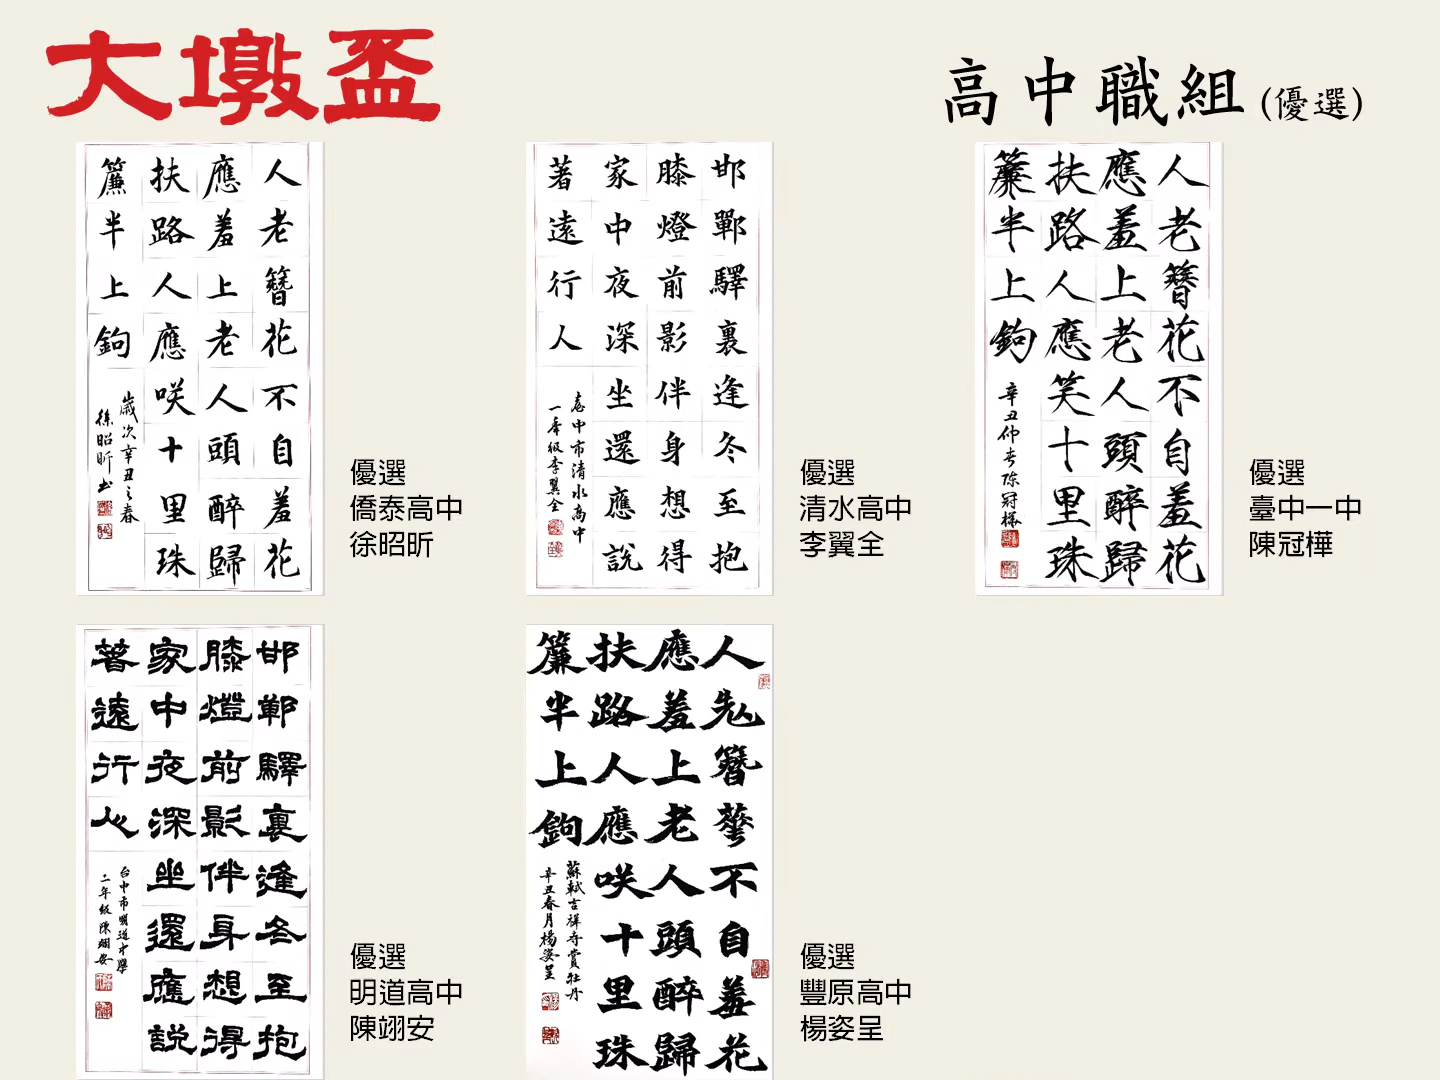 大墩盃
高中職組(優選)
人老簪花不自羞花
應羞上老人頭醉歸
扶路人應咲十里珠
簾半上鉤
歲次辛丑之春
徐昭昕書
優選
僑泰高中
徐昭昕
邯鄲驛裏逢冬至抱
膝燈前影伴身想得
家中夜深坐還應說
著遠行人
臺中市清水高中
一年級李翼全
優選
清水高中
李翼全
人老簪花不自羞花
應羞上老人頭醉歸
扶路人應笑十里珠
簾半上鉤
辛丑仲春陳冠樺
優選
臺中一中
陳冠樺
邯鄲驛裏逢冬至抱
膝燈前影伴身想得
家中夜深坐還應說
著遠行人
台中市明道中學
二年級陳翊安
優選
明道高中
陳翊安
人老簪華不自羞花
應羞上老人頭醉歸
扶路人應咲十里珠
簾半上鉤
蘇軾吉祥寺賞牡丹
辛丑春月楊姿呈
優選
豐原高中
楊姿呈